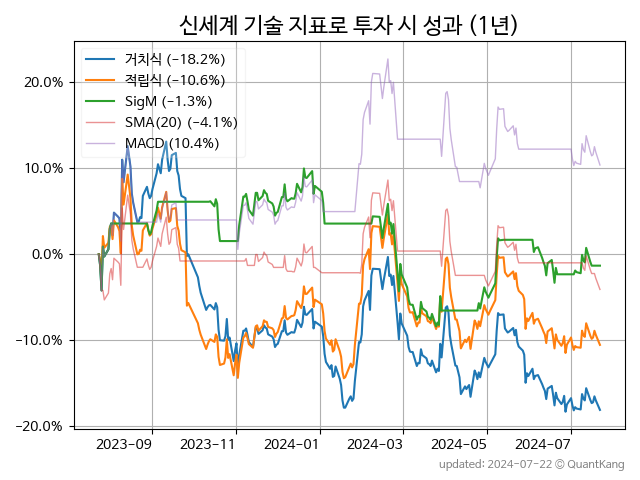 신세계 기술 지표로 투자 시 성과 (1년)
거치식 (−18.2%)
적립식 (−10.6%)
SigM (−1.3%)
SMA(20) (−4.1%)
MACD (10.4%)
20.0%
10.0%
0.0%
−10.0%
−20.0%
2023-09 2023-11 2024-01 2024-03 2024-05 2024-07
updated: 2024-07-22 © QuantKang